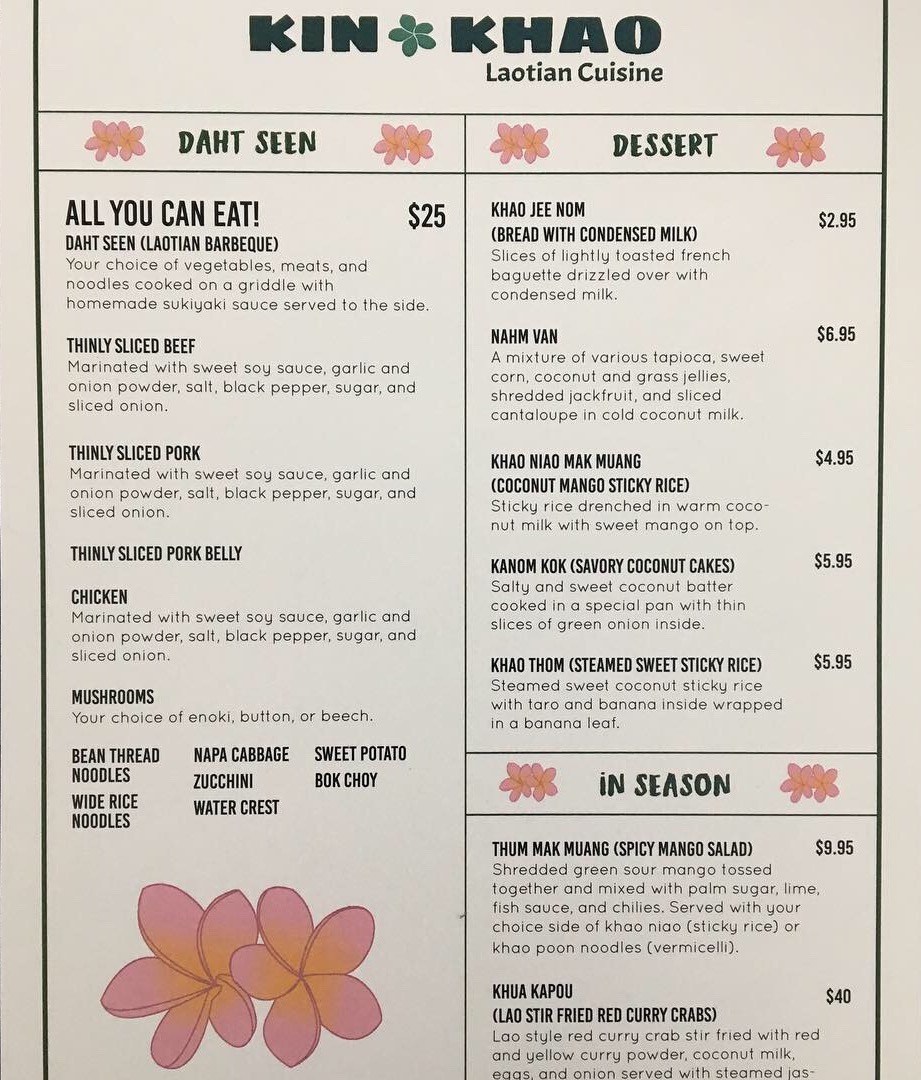 KIN KHAO
Laotian Cuisine
DAHT SEEN
ALL YOU CAN EAT! $25
DAHT SEEN (LAOTIAN BARBEQUE)
Your choice of vegetables, meats, and
noodles cooked on a griddle with
homemade sukiyaki sauce served to the side.
THINLY SLICED BEEF
Marinated with sweet soy sauce, garlic and
onion powder, salt, black pepper, sugar, and
sliced onion.
THINLY SLICED PORK
Marinated with sweet soy sauce, garlic and
onion powder, salt, black pepper, sugar, and
sliced onion.
THINLY SLICED PORK BELLY
CHICKEN
Marinated with sweet soy sauce, garlic and
onion powder, salt, black pepper, sugar, and
sliced onion.
MUSHROOMS
Your choice of enoki, button, or beech.
BEAN THREAD
NOODLES
WIDE RICE
NOODLES
NAPA CABBAGE
ZUCCHINI
WATER CREST
SWEET POTATO
BOK CHOY
DESSERT
KHAO JEE NOM
(BREAD WITH CONDENSED MILK) $2.95
Slices of lightly toasted french
baguette drizzled over with
condensed milk.
NAHM VAN $6.95
A mixture of various tapioca, sweet
corn, coconut and grass jellies,
shredded jackfruit, and sliced
cantaloupe in cold coconut milk.
KHAO NIAO MAK MUANG $4.95
(COCONUT MANGO STICKY RICE)
Sticky rice drenched in warm coco-
nut milk with sweet mango on top.
KANOM KOK (SAVORY COCONUT CAKES) $5.95
Salty and sweet coconut batter
cooked in a special pan with thin
slices of green onion inside.
KHAO THOM (STEAMED SWEET STICKY RICE) $5.95
Steamed sweet coconut sticky rice
with taro and banana inside wrapped
in a banana leaf.
iN SEASON
THUM MAK MUANG (SPICY MANGO SALAD) $9.95
Shredded green sour mango tossed
together and mixed with palm sugar, lime,
fish sauce, and chilies. Served with your
choice side of khao niao (sticky rice) or
khao poon noodles (vermicelli).
KHUA KAPOU $40
(LAO STIR FRIED RED CURRY CRABS)
Lao style red curry crab stir fried with red
and yellow curry powder, coconut milk,
eggs, and onion served with steamed jas-